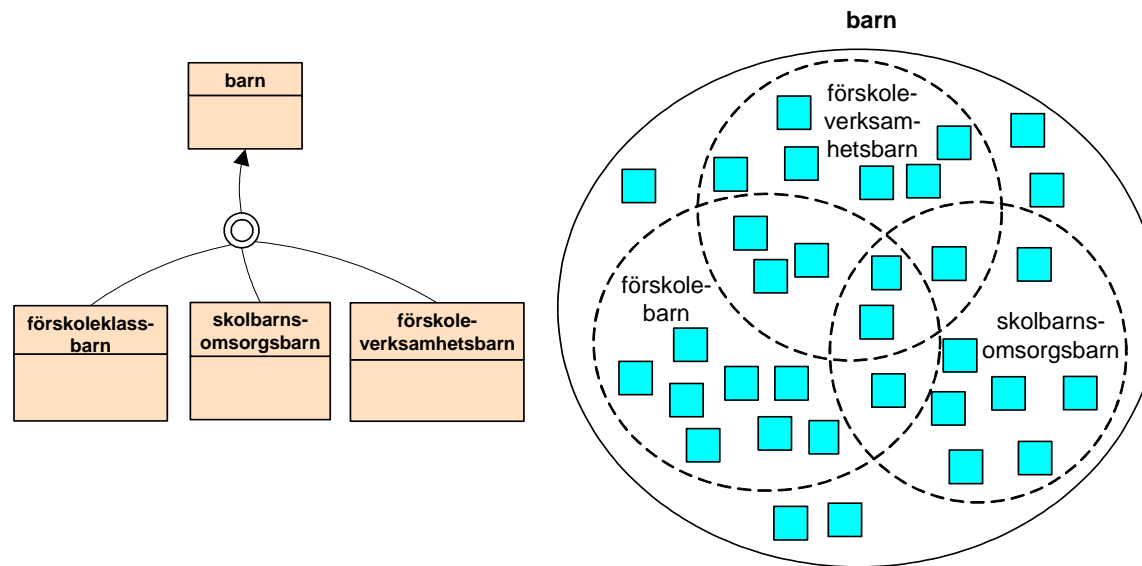 barn
förskoleklass-
barn
skolbarns-
omsorgsbarn
förskole-
verksamhetsbarn
barn
förskole-
verksam-
hetsbarn
förskole-
barn
skolbarns-
omsorgsbarn